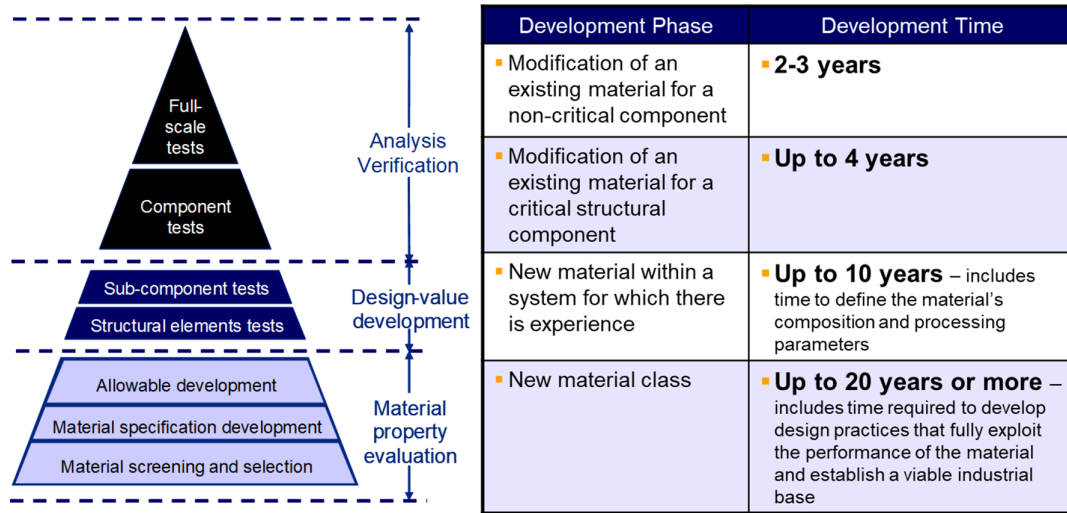 Full-
scale
tests
Component
tests
Sub-component tests
Structural elements tests
Allowable development
Material specification development
Material screening and selection
Analysis
Verification
Design-value
development
Material
property
evaluation
Development Phase
Development Time
Modification of an
existing material for a
non-critical component
2-3 years
Modification of an
existing material for a
critical structural
component
Up to 4 years
New material within a
system for which there
is experience
Up to 10 years – includes
time to define the material’s
composition and processing
parameters
New material class
Up to 20 years or more –
includes time required to develop
design practices that fully exploit
the performance of the material
and establish a viable industrial
base